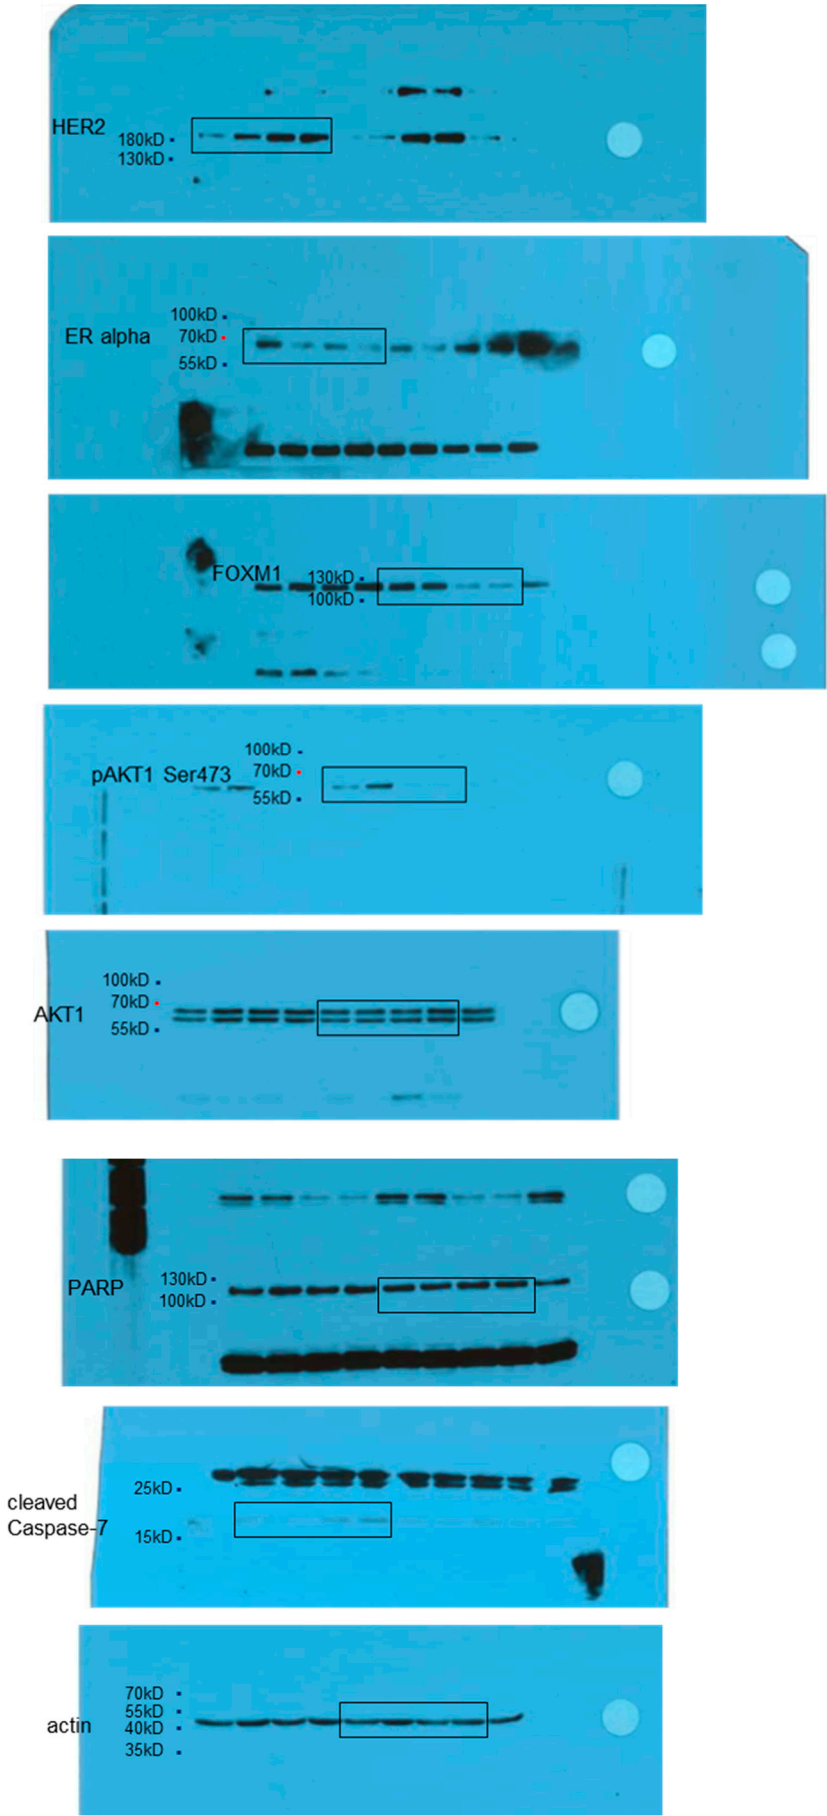 HER2
180kD
130kD
100kD
ER alpha
70kD
55kD
FOXM1
130kD
100kD
100kD
pAKT1 Ser473
70kD
55kD
100kD
70kD
AKT1
55kD
130kD
PARP
100kD
25kD
cleaved
Caspase-7
15kD
70kD
55kD
actin
40kD
35kD